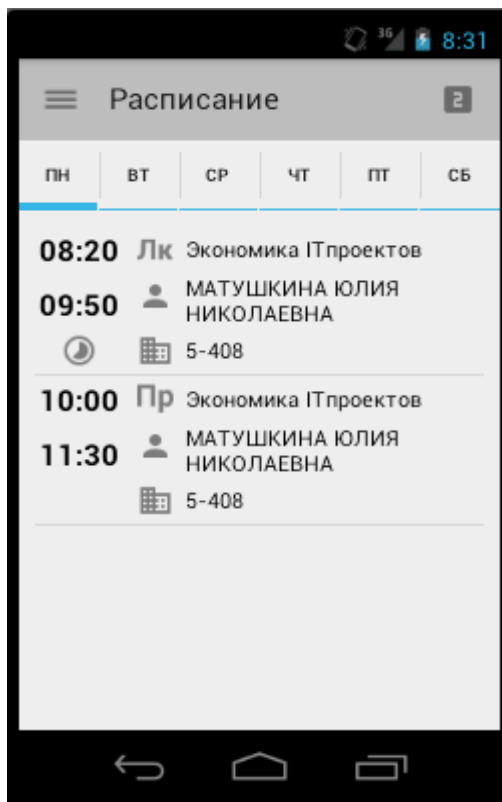 3G 8:31
Расписание 2
ПН ВТ СР ЧТ ПТ СБ
08:20 Лк Экономика ITпроектов
09:50 МАТУШКИНА ЮЛИЯ
НИКОЛАЕВНА
5-408
10:00 Пр Экономика ITпроектов
11:30 МАТУШКИНА ЮЛИЯ
НИКОЛАЕВНА
5-408